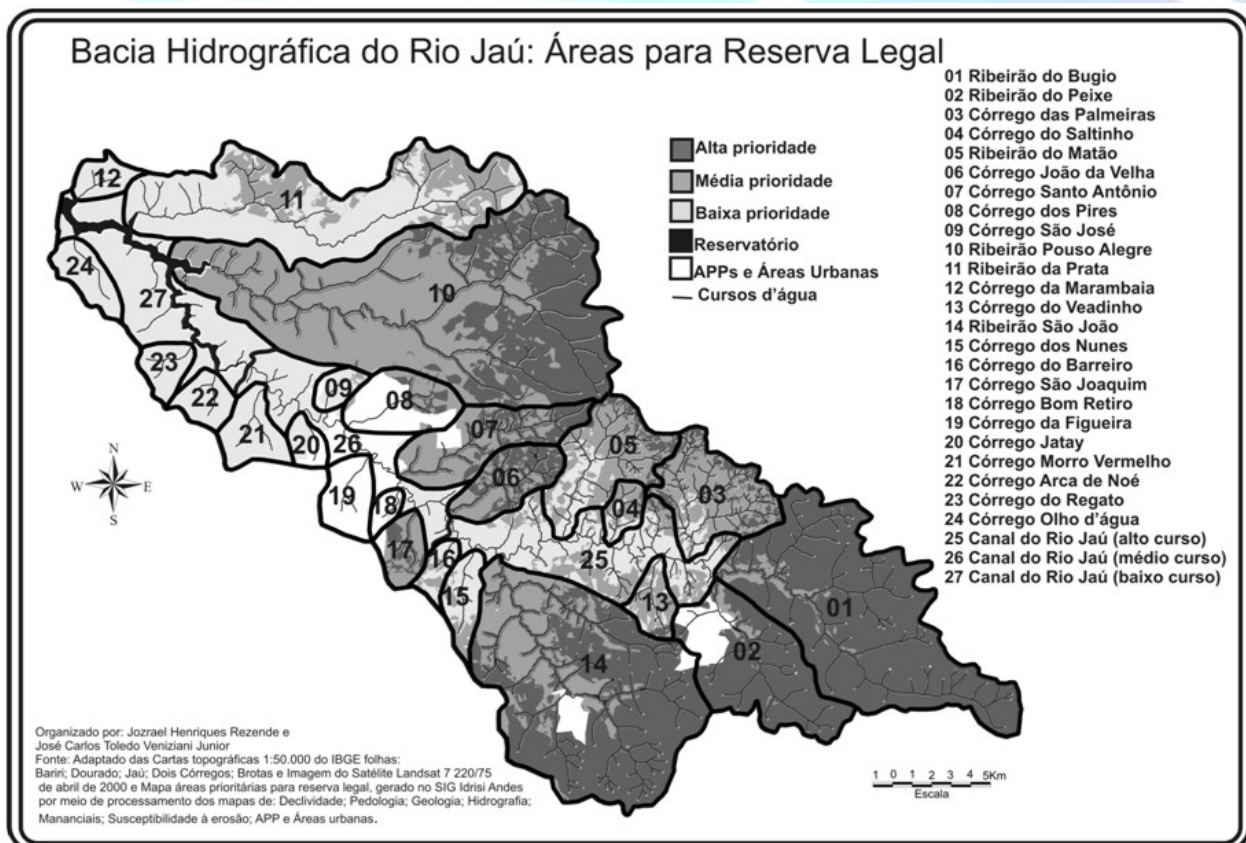 Bacia Hidrográfica do Rio Jaú: Áreas para Reserva Legal
01 Ribeirão do Bugio
02 Ribeirão do Peixe
03 Córrego das Palmeiras
04 Córrego do Saltinho
05 Ribeirão do Matão
06 Córrego João da Velha
07 Córrego Santo Antônio
08 Córrego dos Pires
09 Córrego São José
10 Ribeirão Pouso Alegre
11 Ribeirão da Prata
12 Córrego da Marambaia
13 Córrego do Veadinho
14 Ribeirão São João
15 Córrego dos Nunes
16 Córrego do Barreiro
17 Córrego São Joaquim
18 Córrego Bom Retiro
19 Córrego da Figueira
20 Córrego Jatay
21 Córrego Morro Vermelho
22 Córrego Arca de Noé
23 Córrego do Regato
24 Córrego Olho d'água
25 Canal do Rio Jaú (alto curso)
26 Canal do Rio Jaú (médio curso)
27 Canal do Rio Jaú (baixo curso)
Alta prioridade
Média prioridade
Baixa prioridade
Reservatório
APPs e Áreas Urbanas
Cursos d'água
12
11
24
27
10
23
22
09
08
21
20
26
07
05
06
19
18
04
03
17
16
25
15
13
01
02
14
N
W E
S
Organizado por: Jozrael Henriques Rezende e
José Carlos Toledo Veniziani Junior
Fonte: Adaptado das Cartas topográficas 1:50.000 do IBGE folhas:
Bariri; Dourado; Jaú; Dois Córregos; Brotas e Imagem do Satélite Landsat 7 220/75
de abril de 2000 e Mapa áreas prioritárias para reserva legal, gerado no SIG Idrisi Andes
por meio de processamento dos mapas de: Declividade; Pedologia; Geologia; Hidrografia;
Mananciais; Susceptibilidade à erosão; APP e Áreas urbanas.
1 0 1 2 3 4 5Km
Escala